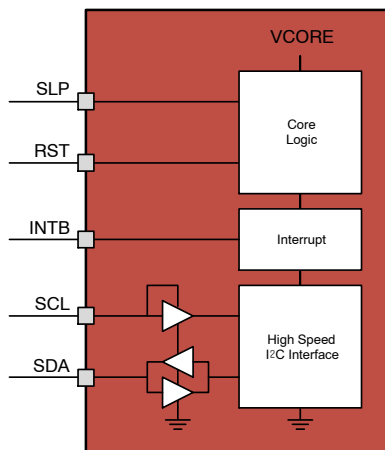 VCORE
SLP
Core
Logic
RST
INTB
Interrupt
SCL
High Speed
I²C Interface
SDA